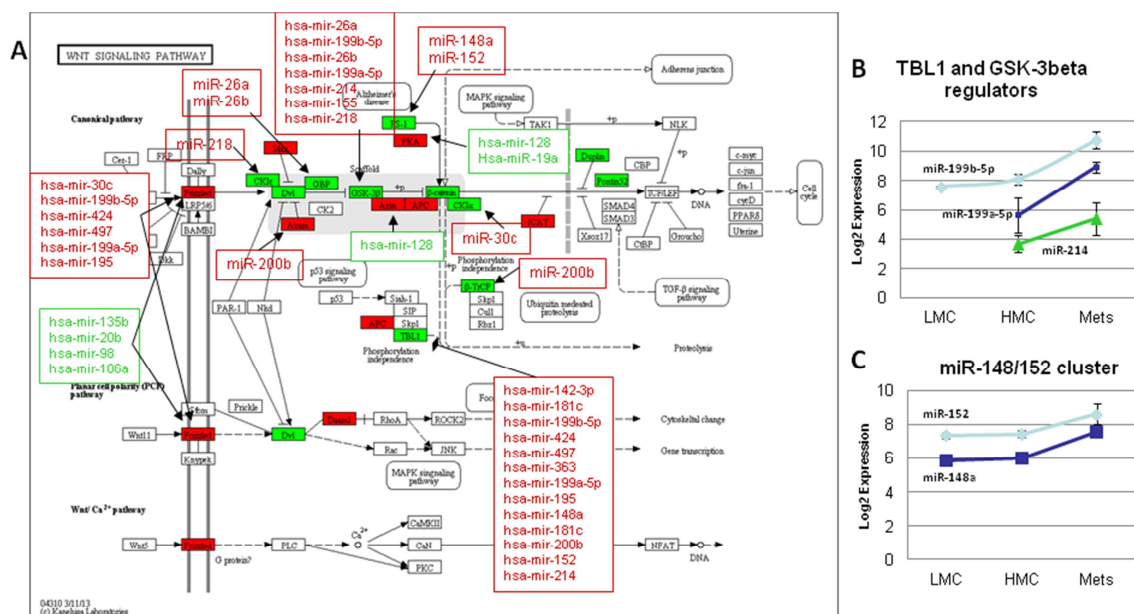 A
WNT SIGNALING PATHWAY
hsa-mir-26a
hsa-mir-199b-5p
hsa-mir-26b
hsa-mir-199a-5p
hsa-mir-214
hsa-mir-155
hsa-mir-218
miR-148a
miR-152
miR-26a
miR-26b
Alzheimer's
disease
Adherens junction
MAPK signaling
pathway
Canonical pathway
PS-1
TAK1
+p
NLK
PKA
hsa-miR-128
Hsa-miR-19a
miR-218
Cer-1
FRP
Dally
Idax
Scaffold
CKIε
GBP
Dvl
GSK-3β
+p
β-catenin
Duplin
Pontin52
CBP
+p
c-myc
c-jun
fra-1
cycD
PPARδ
Uterine
Cell
cycle
Frizzled
LRP5/6
BAMBI
Dkk
CK2
Axin
APC
CKIα
ICAT
SMAD4
SMAD3
TCF/LEF
DNA
hsa-mir-30c
hsa-mir-199b-5p
hsa-mir-424
hsa-mir-497
hsa-mir-199a-5p
hsa-mir-195
hsa-mir-128
miR-30c
Xsox17
CtBP
Groucho
miR-200b
p53 signaling
pathway
Phosphorylation
independence
+p
miR-200b
β-TrCP
Skp1
Cul1
Rbx1
Ubiquitin mediated
proteolysis
TGF-β signaling
pathway
PAR-1
Nkd
p53
Siah-1
SIP
APC
Skp1
TBL1
Phosphorylation
independence
+u
Proteolysis
hsa-mir-135b
hsa-mir-20b
hsa-mir-98
hsa-mir-106a
Planar cell polarity (PCP)
pathway
Prickle
Wnt11
Frizzled
Knypek
Dvl
Daam1
RhoA
ROCK2
Cytoskeletal change
Rac
JNK
Gene transcription
MAPK signaling
pathway
hsa-mir-142-3p
hsa-mir-181c
hsa-mir-199b-5p
hsa-mir-424
hsa-mir-497
hsa-mir-363
hsa-mir-199a-5p
hsa-mir-195
hsa-mir-148a
hsa-mir-181c
hsa-mir-200b
hsa-mir-152
hsa-mir-214
Wnt/Ca2+ pathway
Wnt5
Frizzled
G protein?
PLC
Ca2+
CaMKII
CaN
PKC
NFAT
DNA
04310 3/11/13
(c) Kanehisa Laboratories
B
TBL1 and GSK-3beta
regulators
Log2 Expression
12
10
8
6
4
2
0
miR-199b-5p
miR-199a-5p
miR-214
LMC
HMC
Mets
C
miR-148/152 cluster
Log2 Expression
10
8
6
4
2
0
miR-152
miR-148a
LMC
HMC
Mets